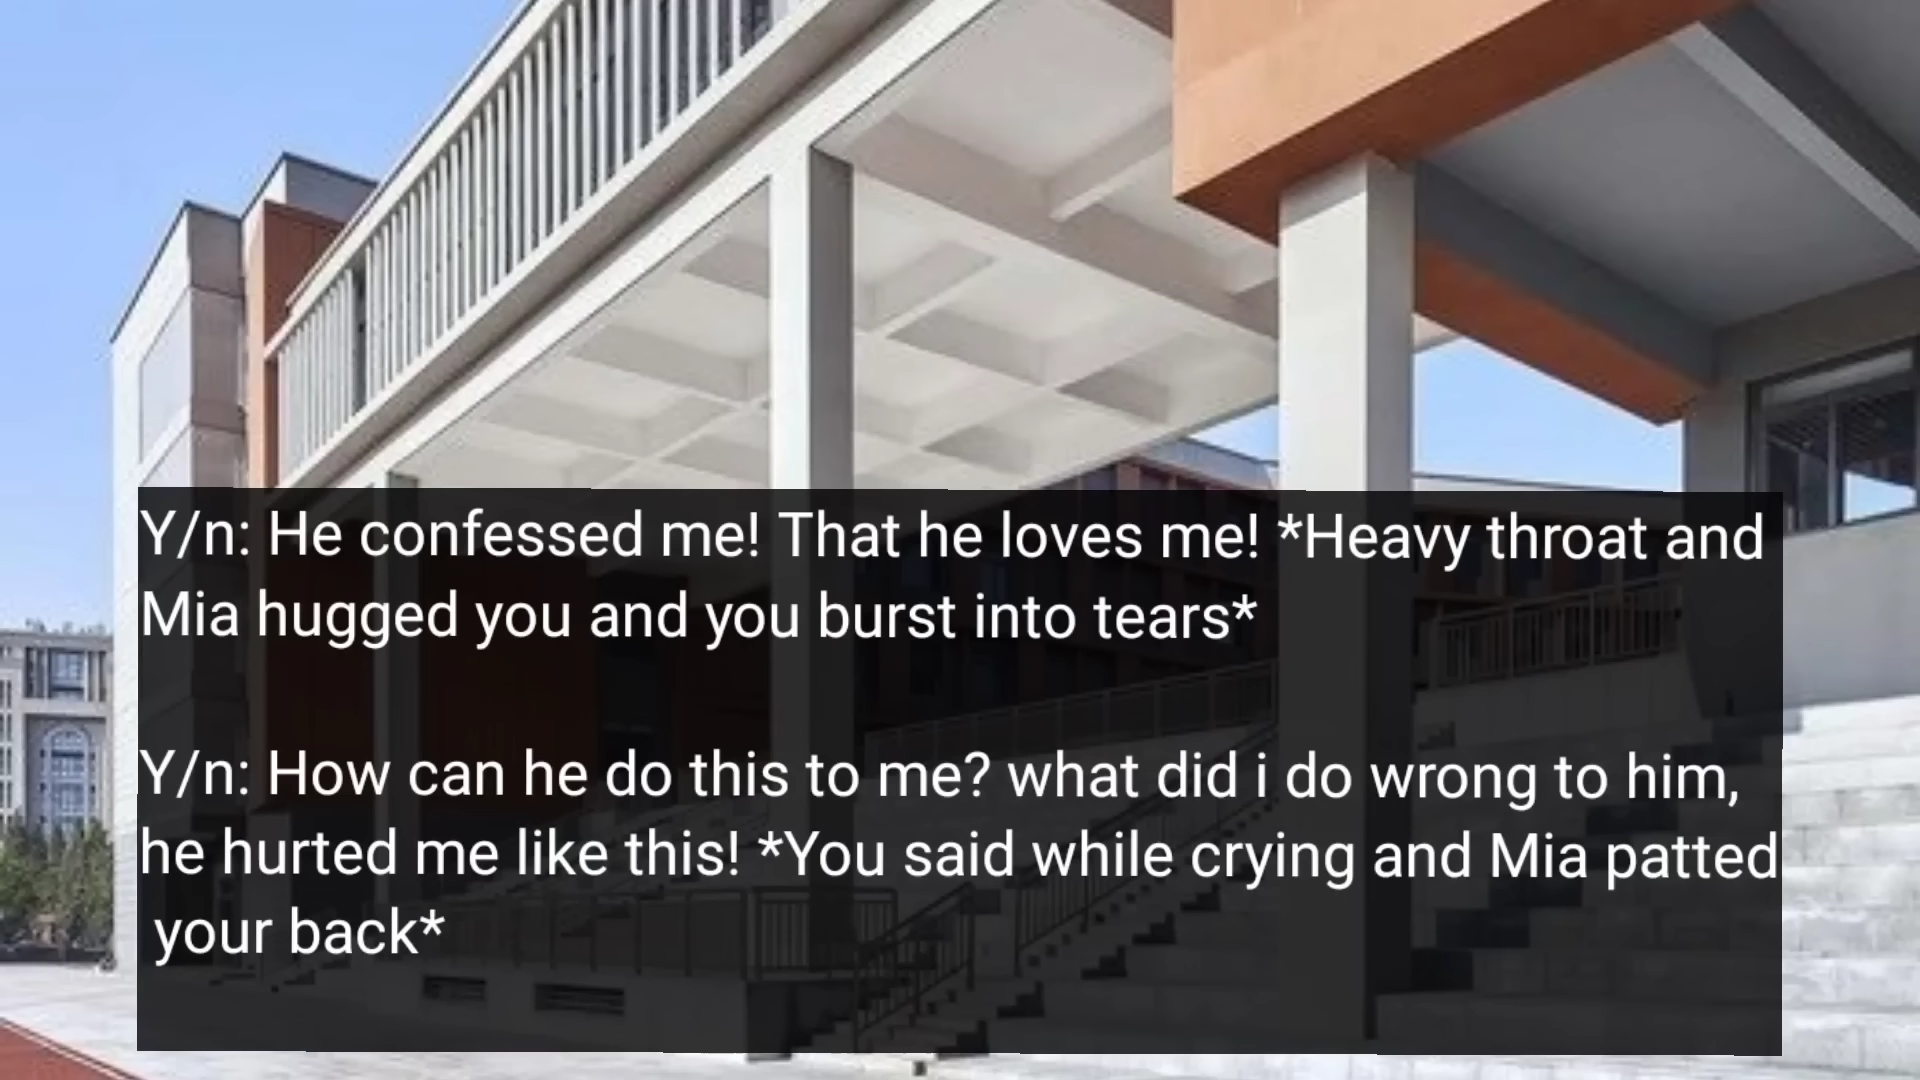 Y/n: He confessed me! That he loves me! *Heavy throat and
Mia hugged you and you burst into tears*
Y/n: How can he do this to me? what did i do wrong to him,
he hurted me like this! *You said while crying and Mia patted
your back*